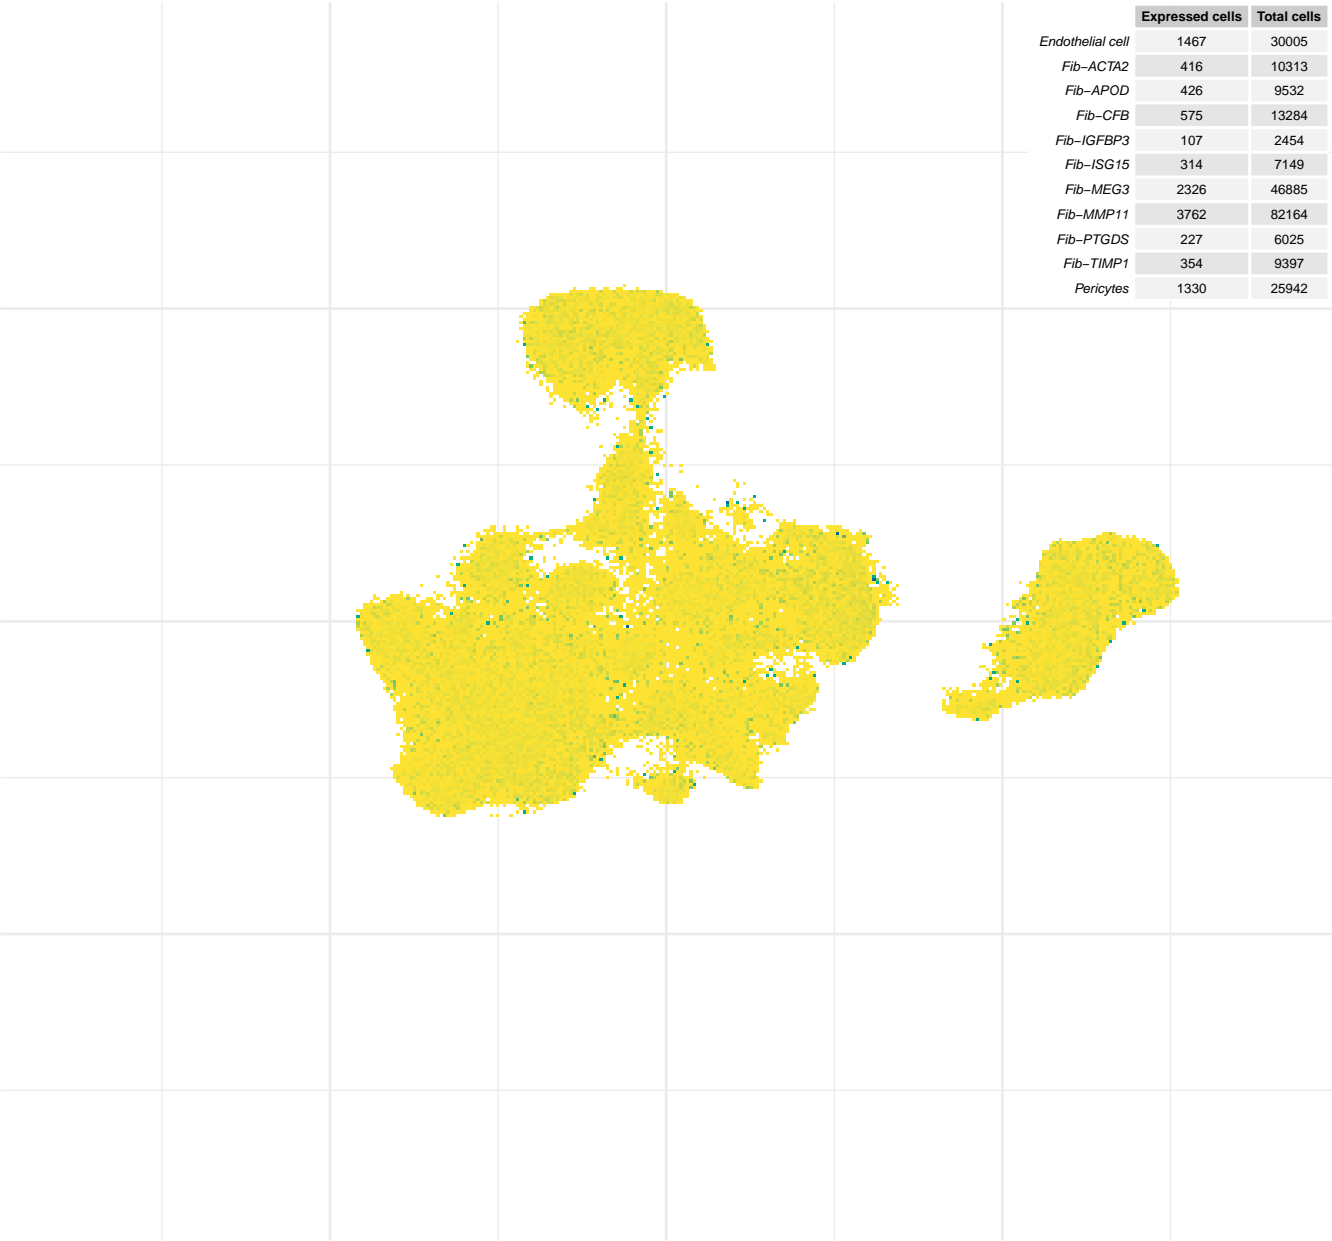 Expressed cells Total cells
Endothelial cell 1467 30005
Fib−ACTA2 416 10313
Fib−APOD 426 9532
Fib−CFB 575 13284
Fib−IGFBP3 107 2454
Fib−ISG15 314 7149
Fib−MEG3 2326 46885
Fib−MMP11 3762 82164
Fib−PTGDS 227 6025
Fib−TIMP1 354 9397
Pericytes 1330 25942